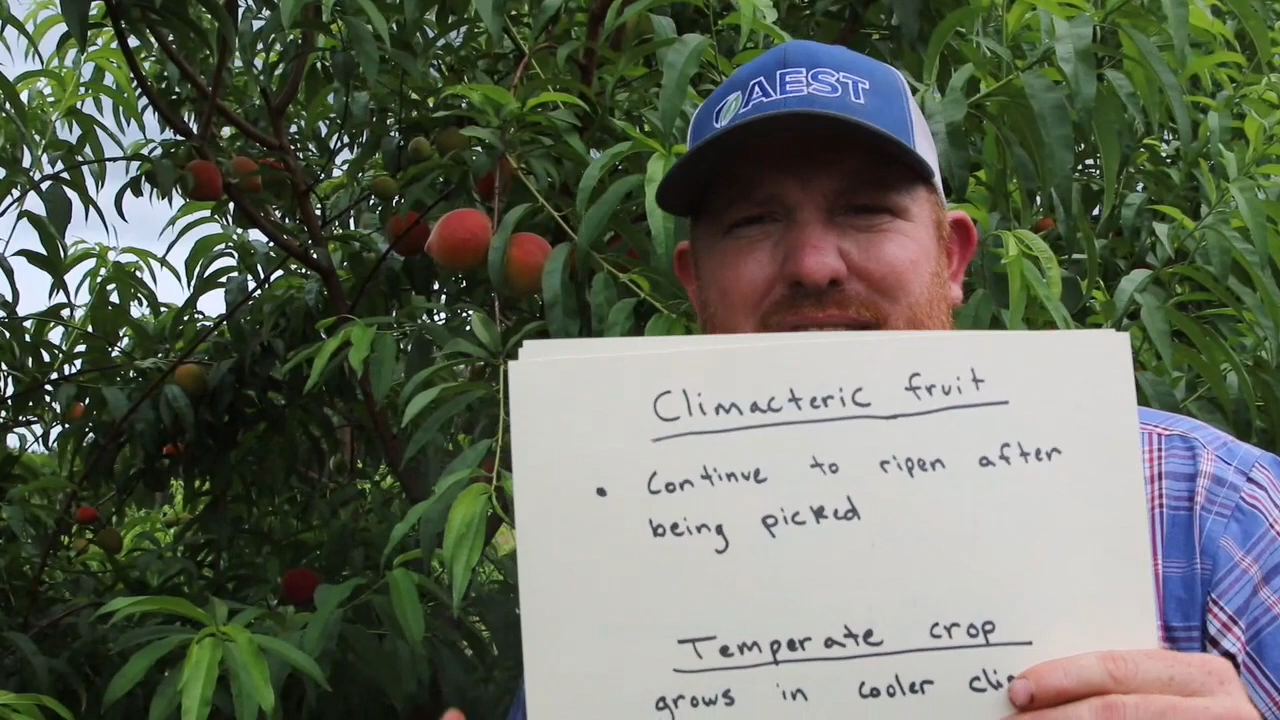 AEST
Climacteric fruit
• Continue to ripen after
being picked
Temperate crop
grows in cooler